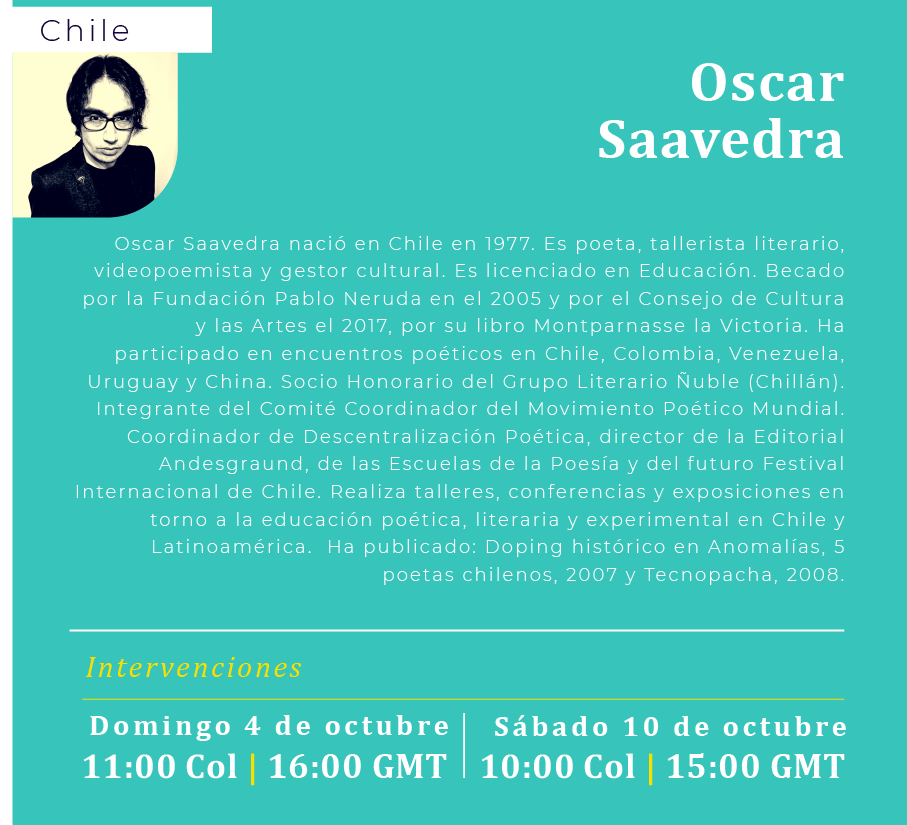 Chile
Oscar
Saavedra
Oscar Saavedra nació en Chile en 1977. Es poeta, tallerista literario,
videopoemista y gestor cultural. Es licenciado en Educación. Becado
por la Fundación Pablo Neruda en el 2005 y por el Consejo de Cultura
y las Artes el 2017, por su libro Montparnasse la Victoria. Ha
participado en encuentros poéticos en Chile, Colombia, Venezuela,
Uruguay y China. Socio Honorario del Grupo Literario Ñuble (Chillán).
Integrante del Comité Coordinador del Movimiento Poético Mundial.
Coordinador de Descentralización Poética, director de la Editorial
Andesgraund, de las Escuelas de la Poesía y del futuro Festival
Internacional de Chile. Realiza talleres, conferencias y exposiciones en
torno a la educación poética, literaria y experimental en Chile y
Latinoamérica.  Ha publicado: Doping histórico en Anomalías, 5
poetas chilenos, 2007 y Tecnopacha, 2008.
Intervenciones
Domingo 4 de octubre
11:00 Col | 16:00 GMT
Sábado 10 de octubre
10:00 Col | 15:00 GMT